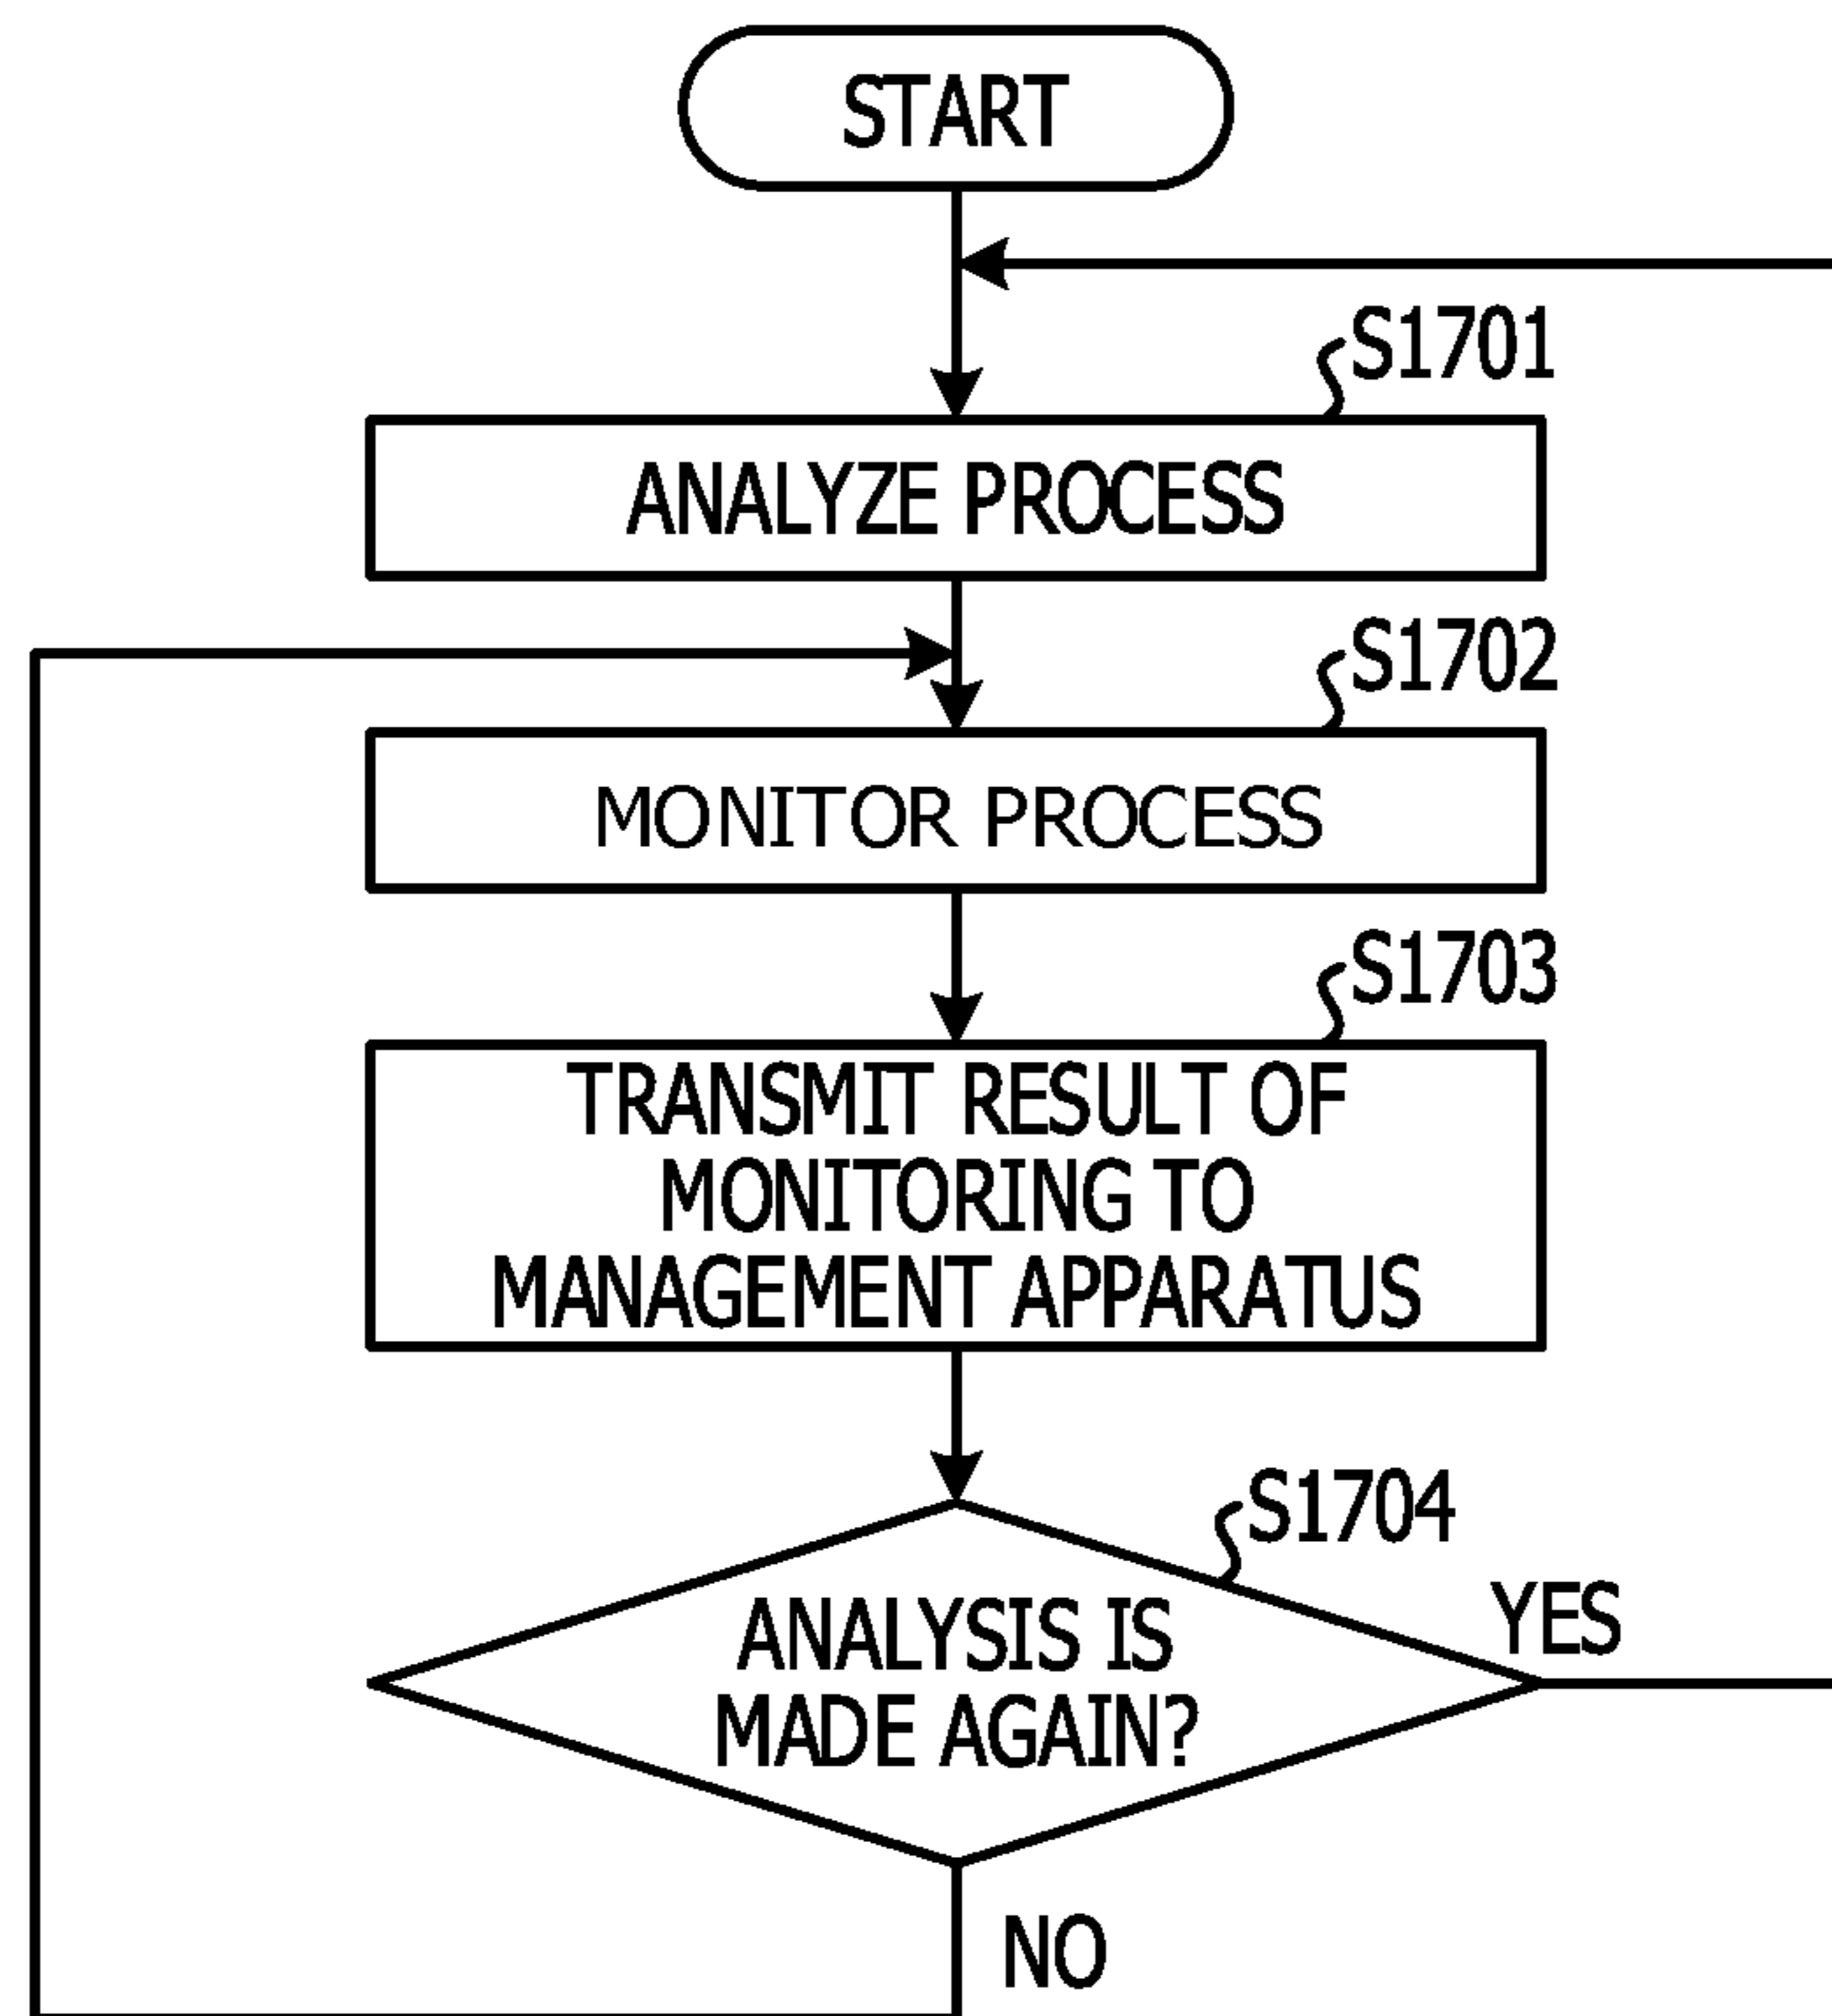 START
S1701
ANALYZE PROCESS
S1702
MONITOR PROCESS
S1703
TRANSMIT RESULT OF
MONITORING TO
MANAGEMENT APPARATUS
S1704
ANALYSIS IS
MADE AGAIN?
YES
NO